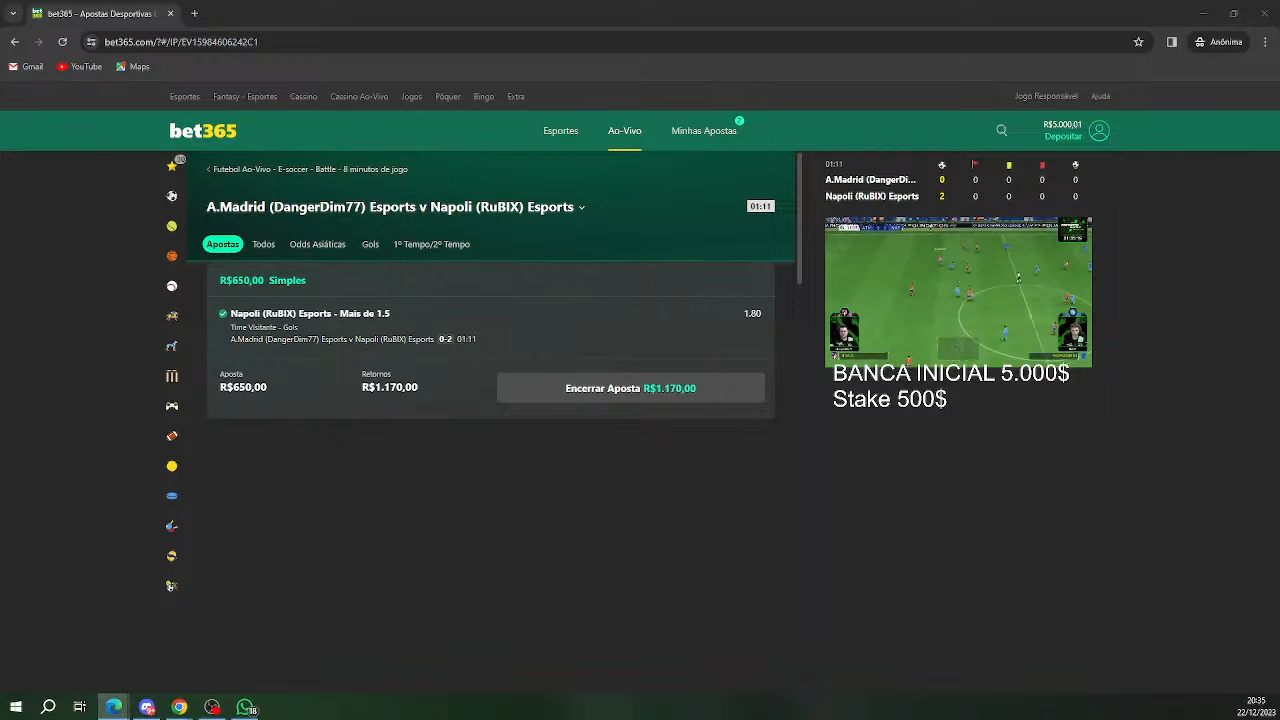 bet365 - Apostas Desportivas
bet365.com/?#/IP/EV15984606242C1
Anônima
Gmail
YouTube
Maps
Esportes
Fantasy - Esportes
Cassino
Cassino Ao-Vivo
Jogos
Pôquer
Bingo
Extra
Jogo Responsável
Ajuda
bet365
Esportes
Ao-Vivo
Minhas Apostas
2
R$5.000,01
Depositar
Futebol Ao-Vivo - E-soccer - Battle - 8 minutos de jogo
A.Madrid (DangerDim77) Esports v Napoli (RuBIX) Esports
01:11
Apostas
Todos
Odds Asiáticas
Gols
1º Tempo/2º Tempo
R$650,00 Simples
Napoli (RuBIX) Esports - Mais de 1.5
1.80
Time Visitante - Gols
A.Madrid (DangerDim77) Esports v Napoli (RuBIX) Esports 0-2 01:11
Aposta
Retornos
R$650,00
R$1.170,00
Encerrar Aposta R$1.170,00
01:11
A.Madrid (DangerDi... 0 0 0 0 0
Napoli (RuBIX) Esports 2 0 0 0 0
BANCA INICIAL 5.000$
Stake 500$
20:35
22/12/2023